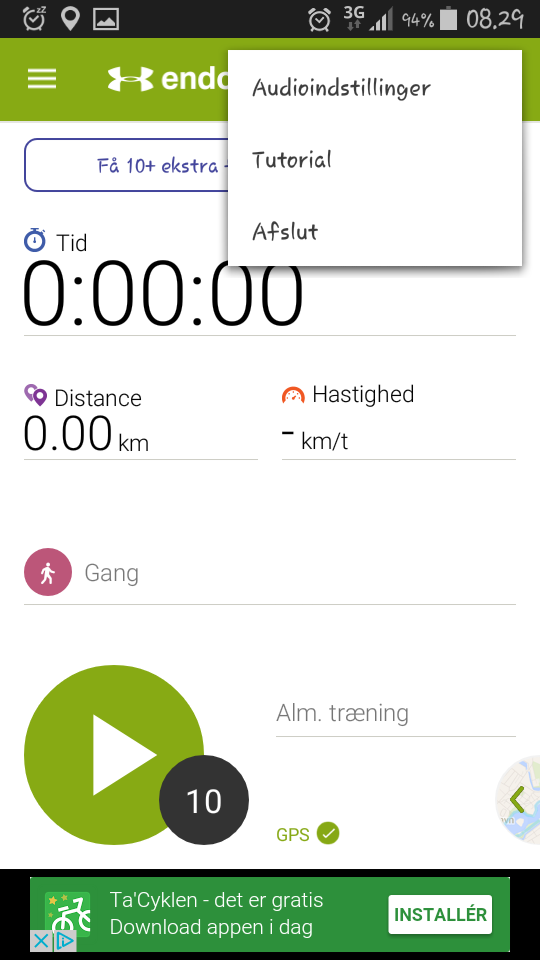 3G
94%
08.29
endo
Audioindstillinger
Tutorial
Afslut
Få 10+ ekstra
Tid
0:00:00
Distance
0.00 km
Hastighed
- km/t
Gang
Alm. træning
10
GPS
Ta'Cyklen - det er gratis
Download appen i dag
INSTALLÉR